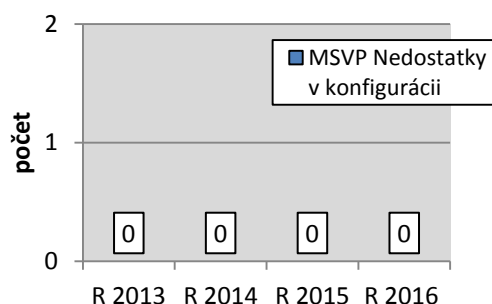 2
MSVP Nedostatky
v konfigurácii
počet
1
0 0 0 0
0
R 2013 R 2014 R 2015 R 2016